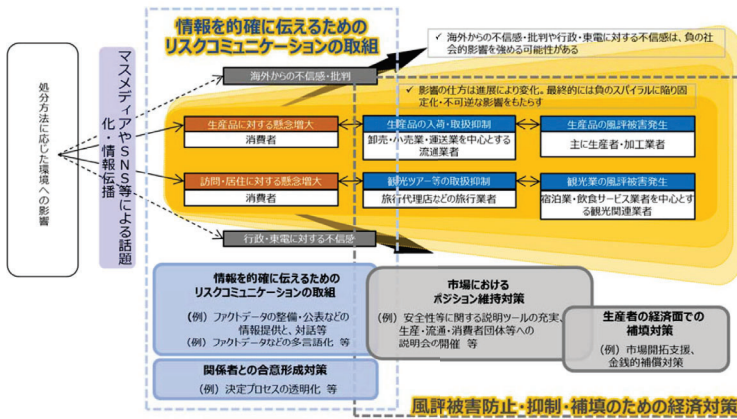 情報を的確に伝えるための
リスクコミュニケーションの取組
✓ 海外からの不信感・批判や行政・東電に対する不信感は、負の社
会的影響を強める可能性がある
処分方法に応じた環境への影響
マスメディアやSNS等による話題
化・情報伝播
海外からの不信感・批判
✓ 影響の仕方は進展により変化。最終的には負のスパイラルに陥り固
定化・不可逆な影響をもたらす
生産品に対する懸念増大
消費者
生産品の入荷・取扱抑制
卸売・小売業・運送業を中心とする
流通業者
生産品の風評被害発生
主に生産者・加工業者
訪問・居住に対する懸念増大
消費者
観光ツアー等の取扱抑制
旅行代理店などの旅行業者
観光業の風評被害発生
宿泊業・飲食サービス業者を中心とす
る観光関連業者
行政・東電に対する不信感
情報を的確に伝えるための
リスクコミュニケーションの取組
(例) ファクトデータの整備・公表などの
情報提供と、対話等
(例) ファクトデータなどの多言語化 等
関係者との合意形成対策
(例) 決定プロセスの透明化 等
市場における
ポジション維持対策
(例) 安全性等に関する説明ツールの充実、
生産・流通・消費者団体等への
説明会の開催 等
生産者の経済面での
補填対策
(例) 市場開拓支援、
金銭的補償対策
風評被害防止・抑制・補填のための経済対策